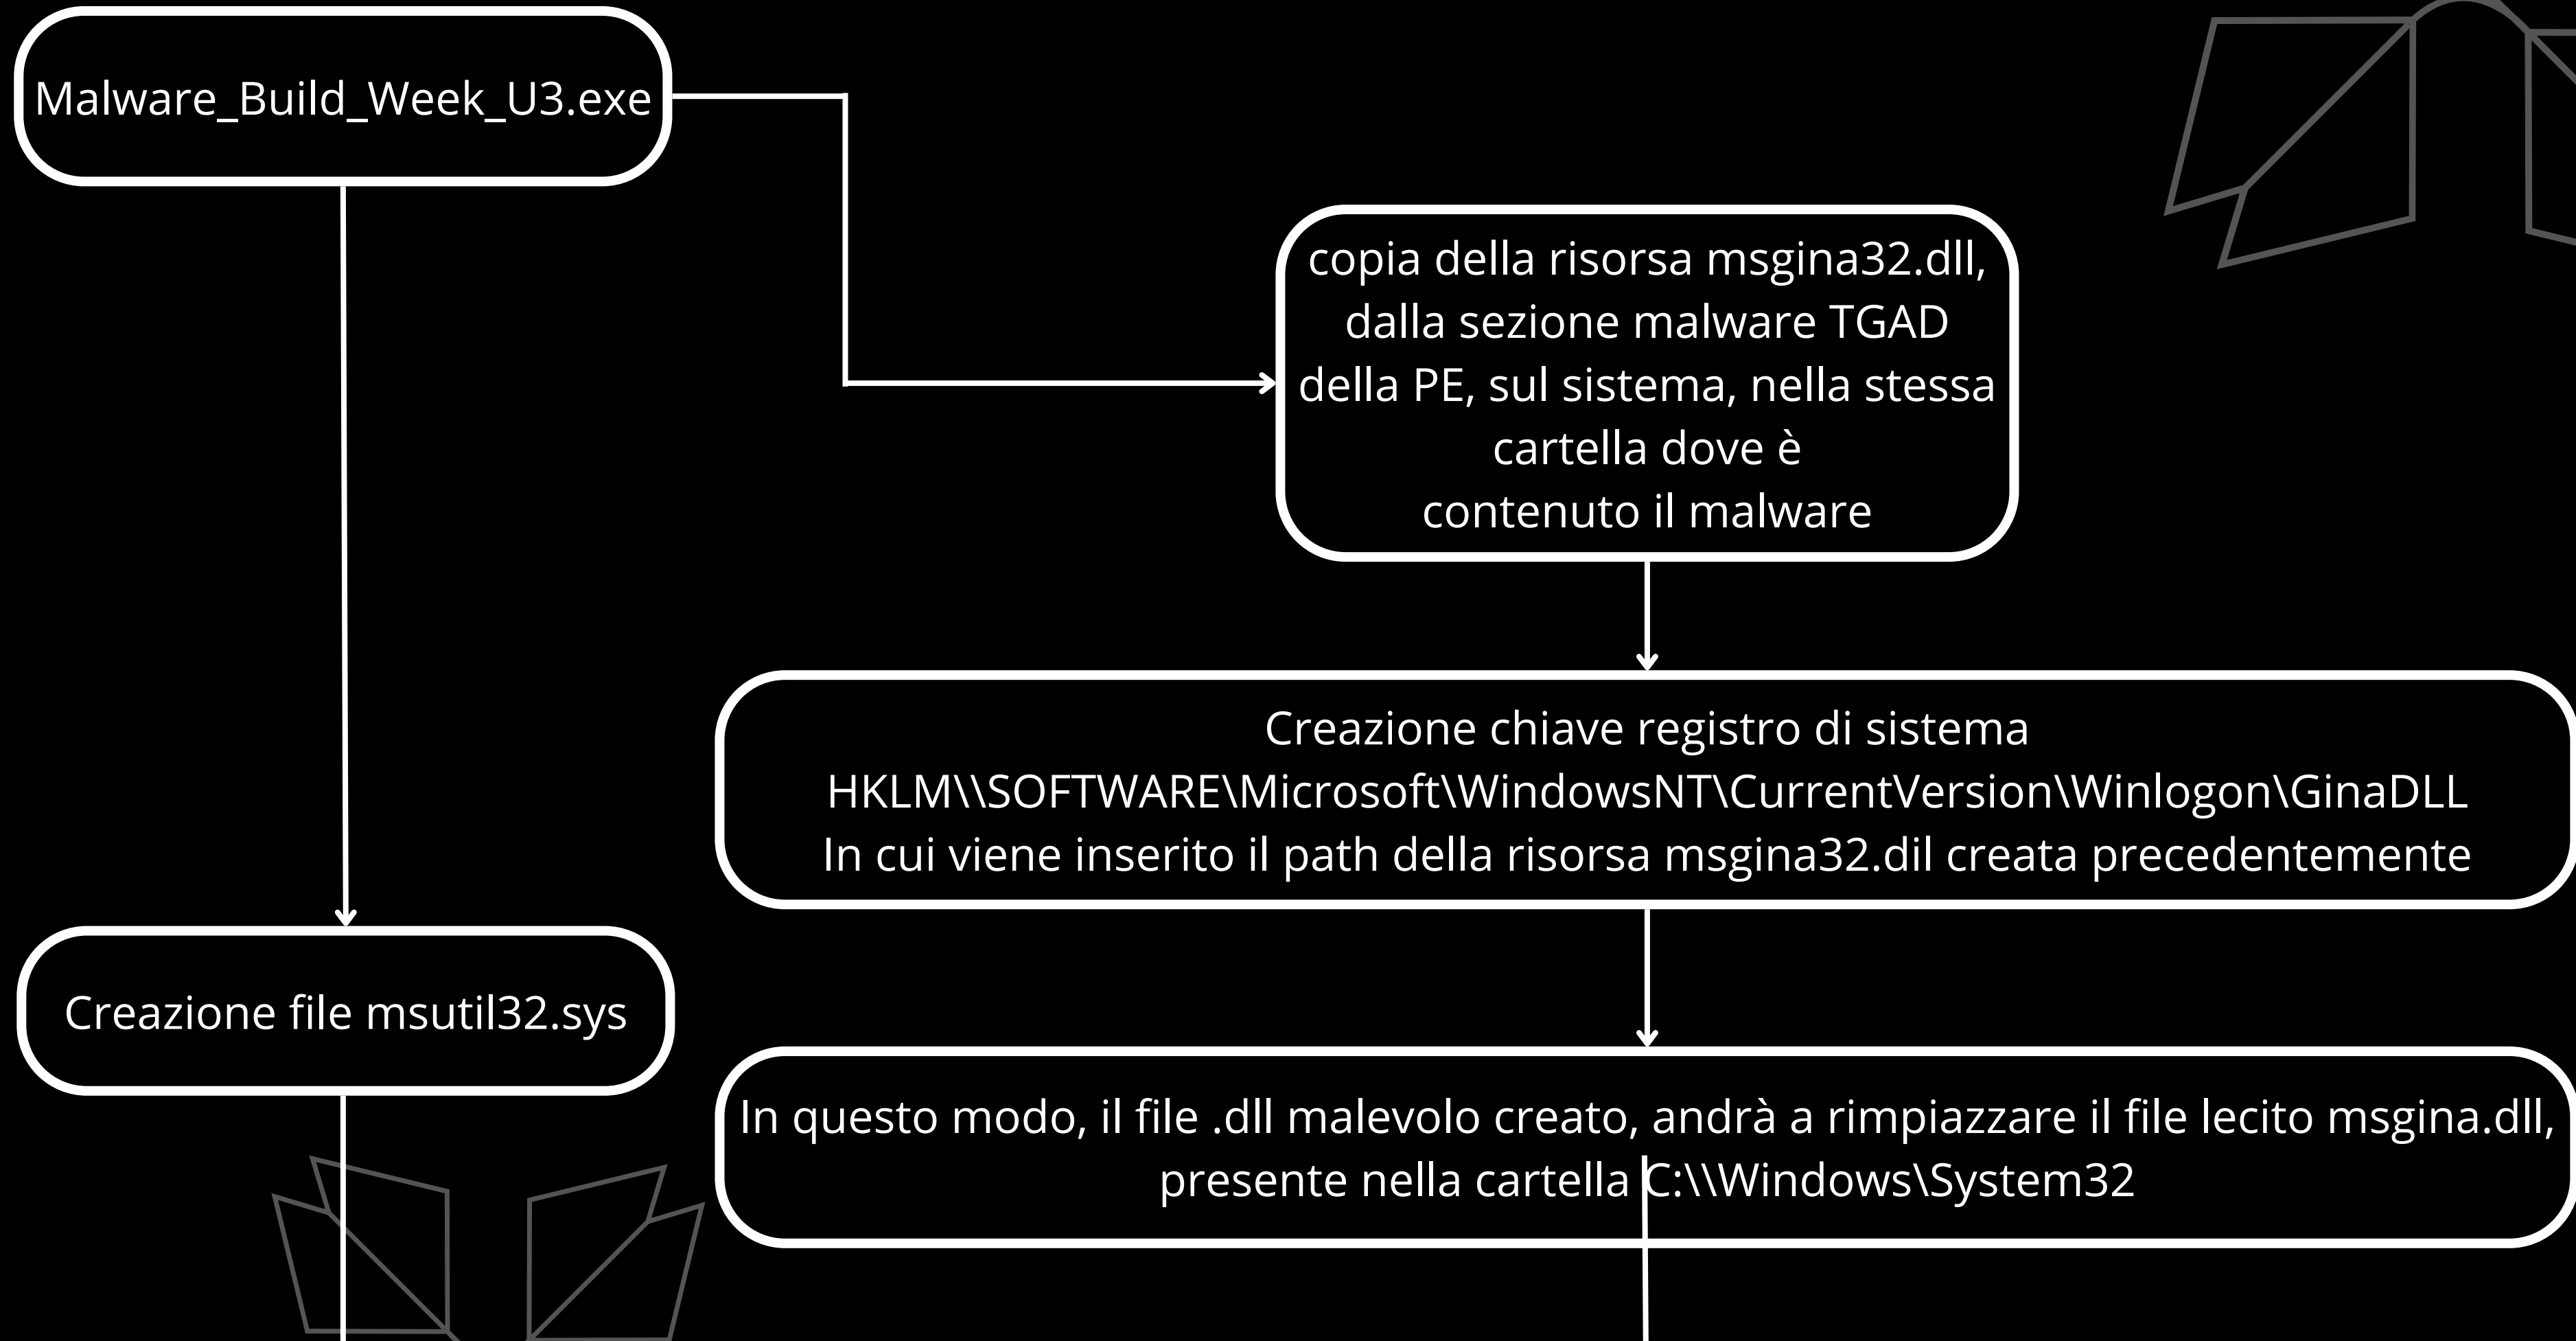 Malware_Build_Week_U3.exe
copia della risorsa msgina32.dll,
dalla sezione malware TGAD
della PE, sul sistema, nella stessa
cartella dove è
contenuto il malware
Creazione chiave registro di sistema
HKLM\\SOFTWARE\Microsoft\WindowsNT\CurrentVersion\Winlogon\GinaDLL
In cui viene inserito il path della risorsa msgina32.dil creata precedentemente
Creazione file msutil32.sys
In questo modo, il file .dll malevolo creato, andrà a rimpiazzare il file lecito msgina.dll,
presente nella cartella C:\\Windows\System32